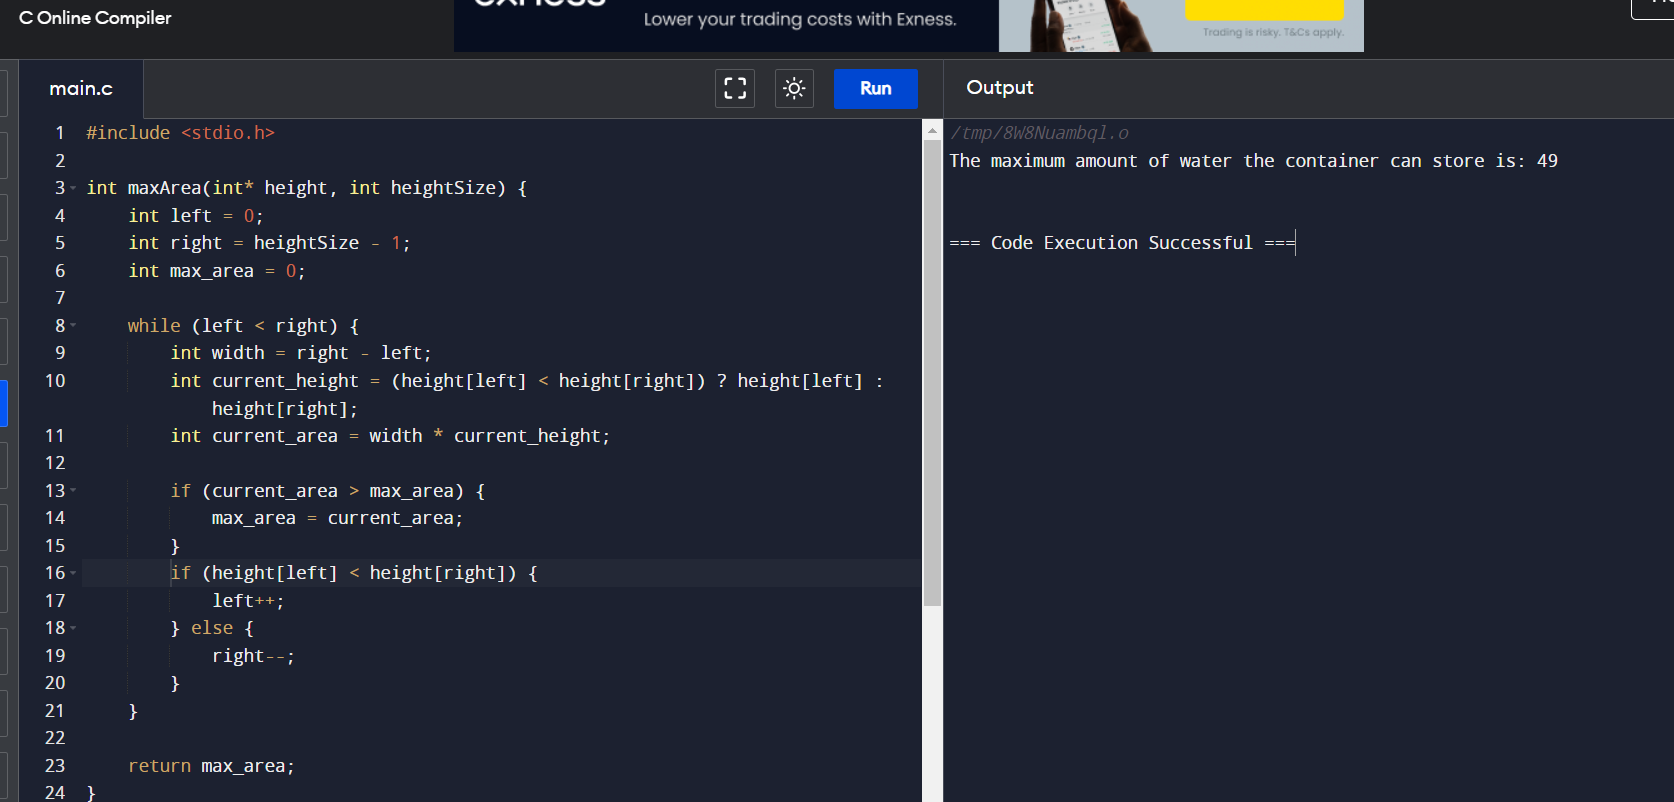 C Online Compiler
exness
Lower your trading costs with Exness.
Trading is risky. T&Cs apply.
main.c
Run
Output
1 #include <stdio.h>
2
3 int maxArea(int* height, int heightSize) {
4     int left = 0;
5     int right = heightSize - 1;
6     int max_area = 0;
7
8     while (left < right) {
9         int width = right - left;
10         int current_height = (height[left] < height[right]) ? height[left] :
            height[right];
11         int current_area = width * current_height;
12
13         if (current_area > max_area) {
14             max_area = current_area;
15         }
16         if (height[left] < height[right]) {
17             left++;
18         } else {
19             right--;
20         }
21     }
22
23     return max_area;
24 }
/tmp/8W8Nuambql.o
The maximum amount of water the container can store is: 49
=== Code Execution Successful ===